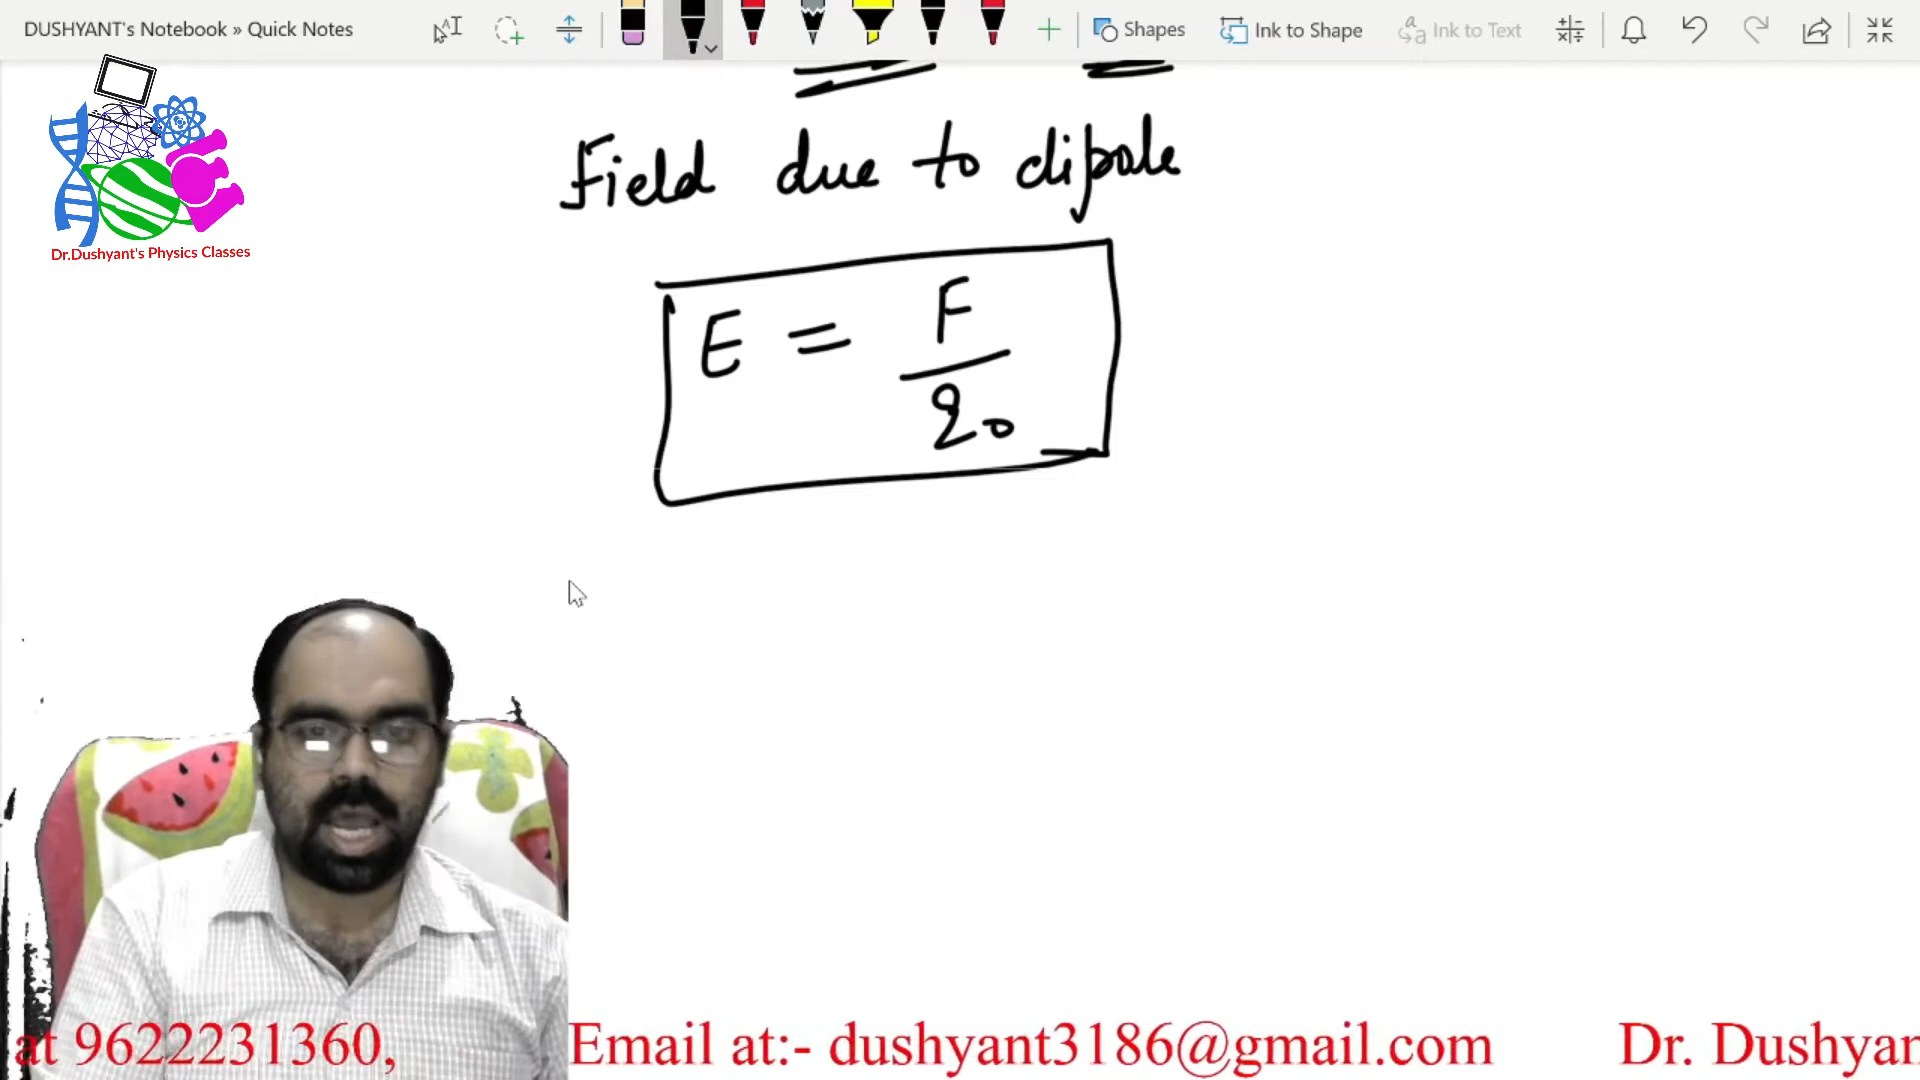 DUSHYANT's Notebook » Quick Notes
Shapes
Ink to Shape
Ink to Text
Dr.Dushyant's Physics Classes
Field due to dipole
E = F
q₀
at 9622231360, Email at:- dushyant3186@gmail.com Dr. Dushyan